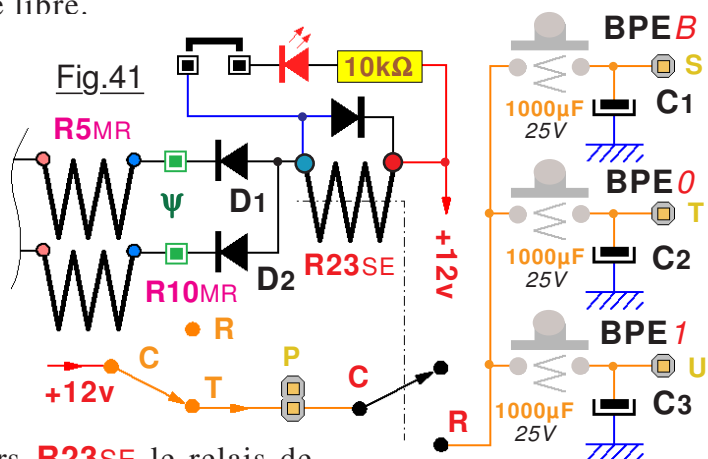 e libre.
Fig.41
R5MR
ψ
D1
D2
R10MR
10kΩ
R23SE
+12v
R
C
T
+12v
P
C
R
BPEB
S
1000µF
25V
C1
BPE0
T
1000µF
25V
C2
BPE1
U
1000µF
25V
C3
rs R23SE le relais de